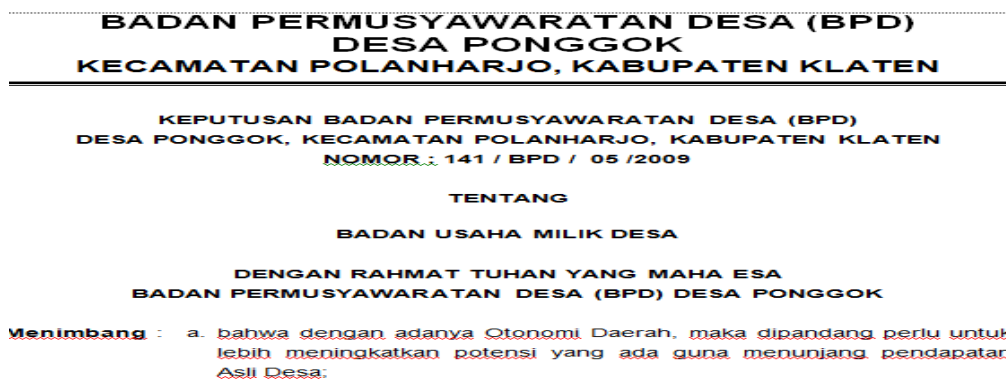 BADAN PERMUSYAWARATAN DESA (BPD)
DESA PONGGOK
KECAMATAN POLANHARJO, KABUPATEN KLATEN
KEPUTUSAN BADAN PERMUSYAWARATAN DESA (BPD)
DESA PONGGOK, KECAMATAN POLANHARJO, KABUPATEN KLATEN
NOMOR : 141 / BPD / 05 /2009
TENTANG
BADAN USAHA MILIK DESA
DENGAN RAHMAT TUHAN YANG MAHA ESA
BADAN PERMUSYAWARATAN DESA (BPD) DESA PONGGOK
Menimbang : a. bahwa dengan adanya Otonomi Daerah, maka dipandang perlu untuk
lebih meningkatkan potensi yang ada guna menunjang pendapatan
Asli Desa;